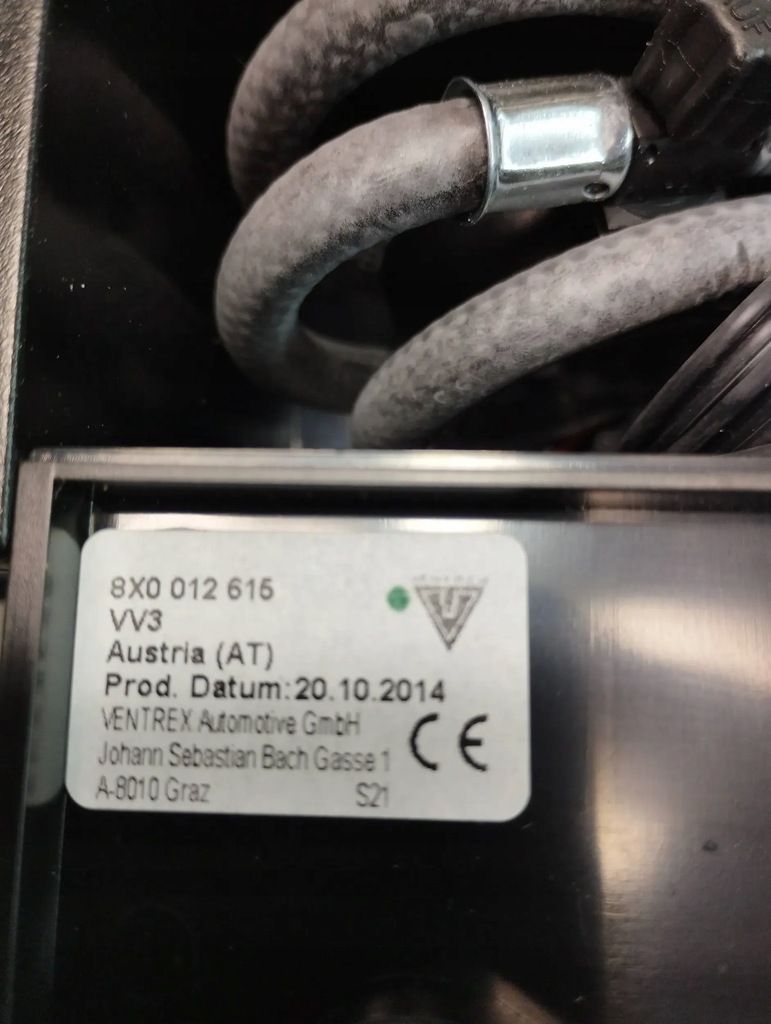 8X0 012 615
VV3
Austria (AT)
Prod. Datum:20.10.2014
VENTREX Automotive GmbH
Johann Sebastian Bach Gasse 1
A-8010 Graz S21
CE